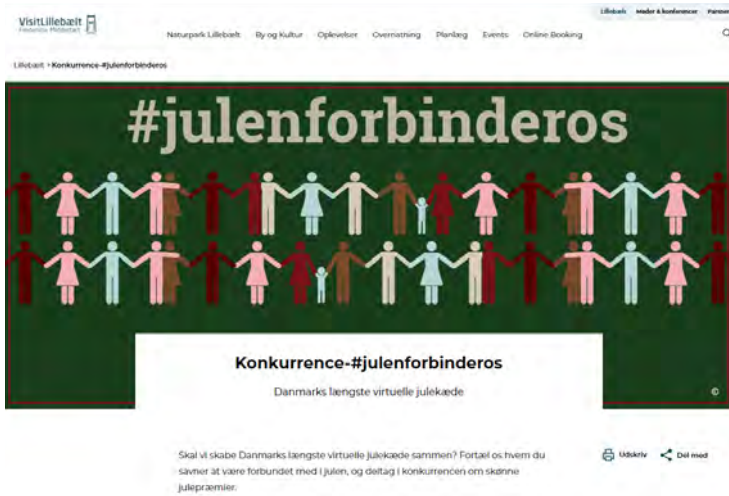 Lillebælt Møder & konferencer Partner
VisitLillebælt
Fredericia Middelfart
Naturpark Lillebælt By og Kultur Oplevelser Overnatning Planlæg Events Online Booking
Lillebælt > Konkurrence-#julenforbinderos
#julenforbinderos
Konkurrence-#julenforbinderos
Danmarks længste virtuelle julekæde
©
Skal vi skabe Danmarks længste virtuelle julekæde sammen? Fortæl os hvem du
savner at være forbundet med i julen, og deltag i konkurrencen om skønne
julepræmier.
Udskriv Del med